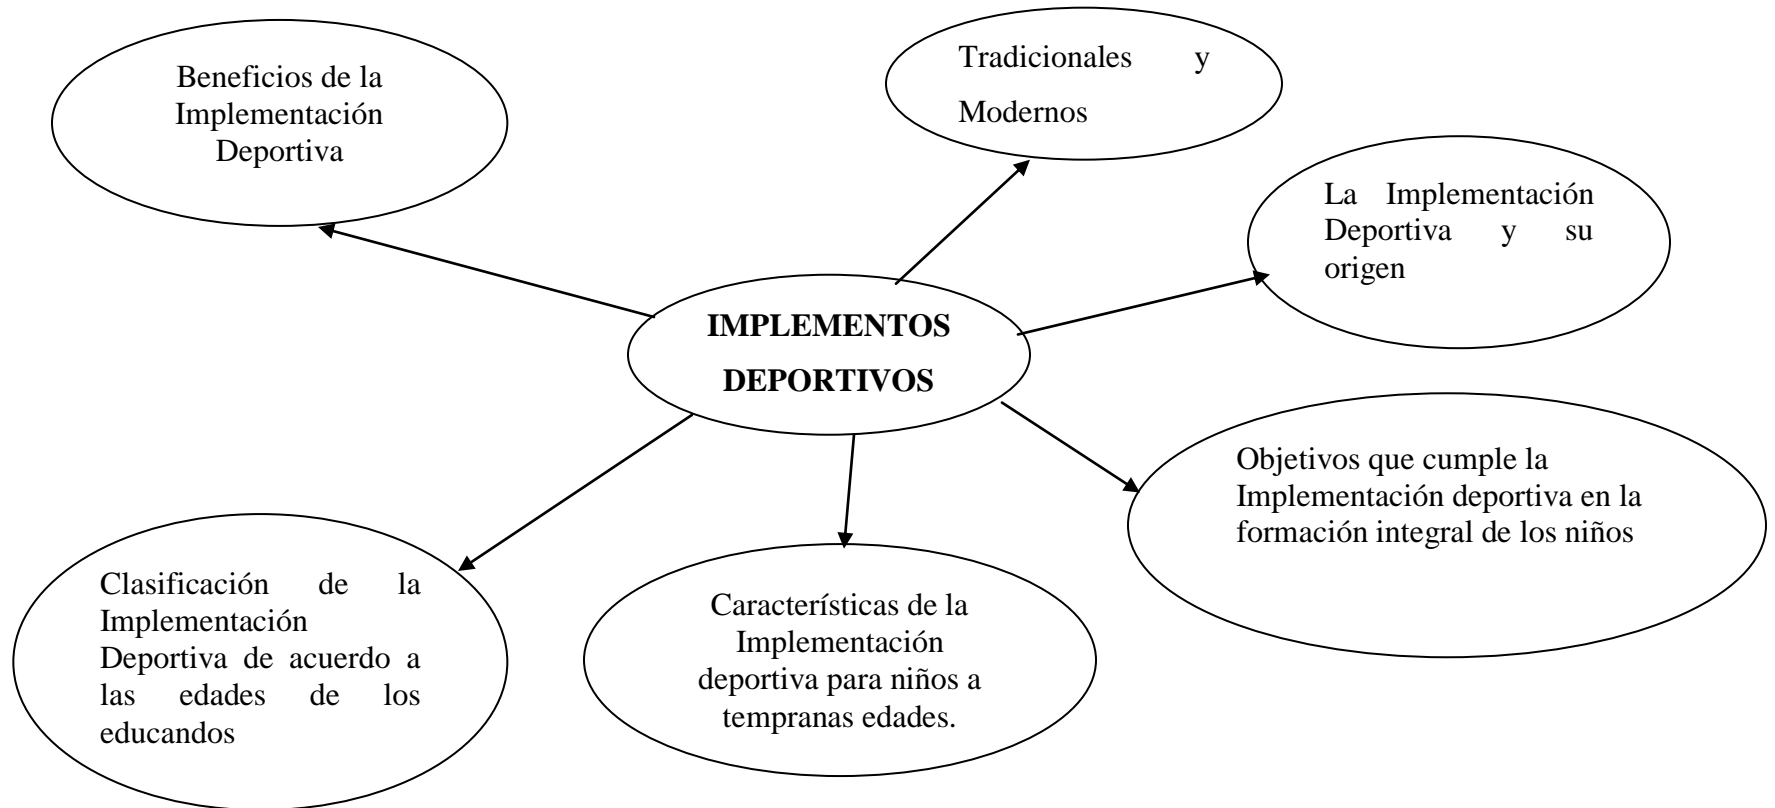 Beneficios de la
Implementación
Deportiva
Tradicionales y
Modernos
La Implementación
Deportiva y su
origen
IMPLEMENTOS
DEPORTIVOS
Objetivos que cumple la
Implementación deportiva en la
formación integral de los niños
Clasificación de la
Implementación
Deportiva de acuerdo a
las edades de los
educandos
Características de la
Implementación
deportiva para niños a
tempranas edades.